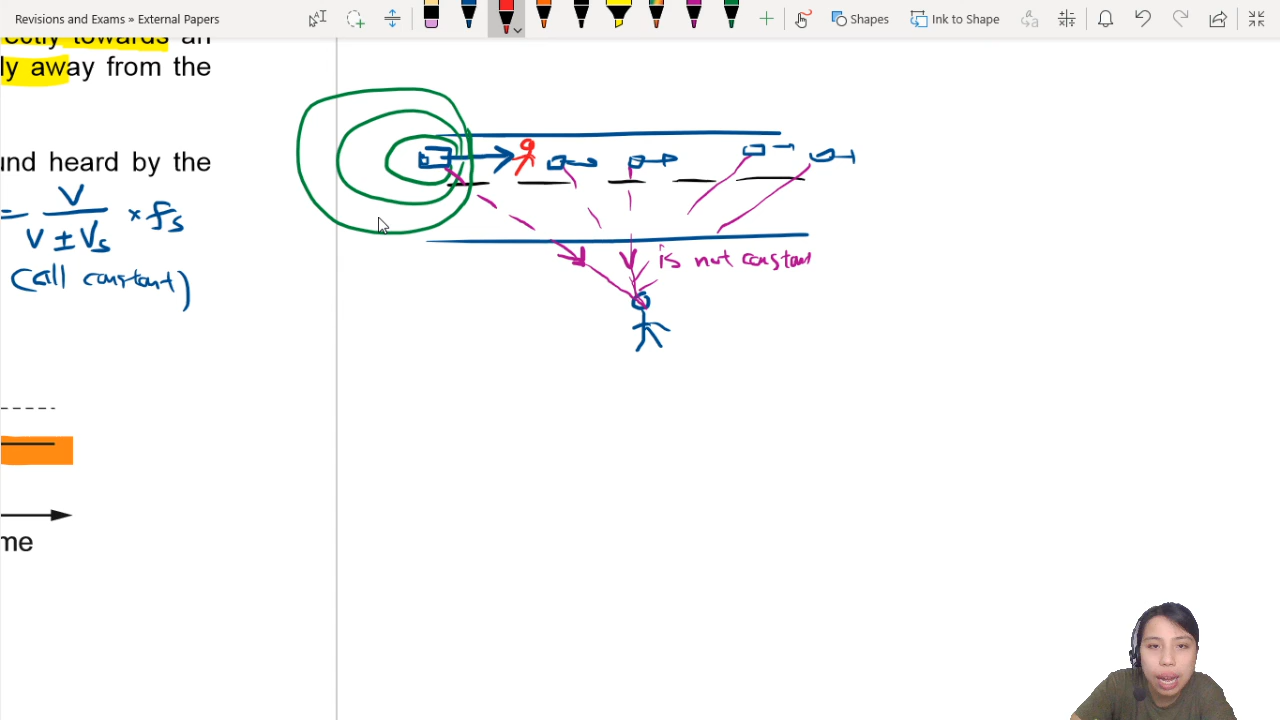 Revisions and Exams » External Papers
Shapes
Ink to Shape
ctly towards an
ly away from the
und heard by the
= V / V ± Vs × fs
(all constant)
is not constant
me